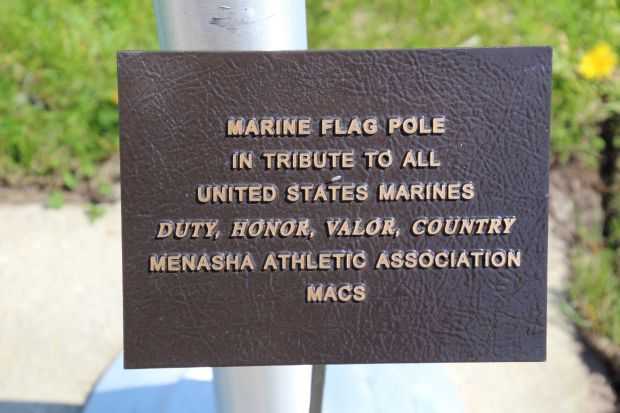 MARINE FLAG POLE
IN TRIBUTE TO ALL
UNITED STATES MARINES
DUTY, HONOR, VALOR, COUNTRY
MENASHA ATHLETIC ASSOCIATION
MACS